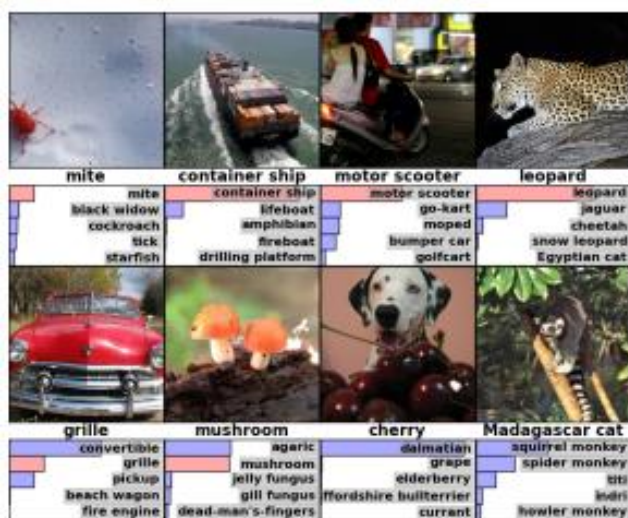 mite
container ship
motor scooter
leopard
mite
black widow
cockroach
tick
starfish
container ship
lifeboat
amphibian
fireboat
drilling platform
motor scooter
go-kart
moped
bumper car
golfcart
leopard
jaguar
cheetah
snow leopard
Egyptian cat
grille
mushroom
cherry
Madagascar cat
convertible
grille
pickup
beach wagon
fire engine
agaric
mushroom
jelly fungus
gill fungus
dead-man's-fingers
dalmatian
grape
elderberry
ffordshire bullterrier
currant
squirrel monkey
spider monkey
titi
indri
howler monkey